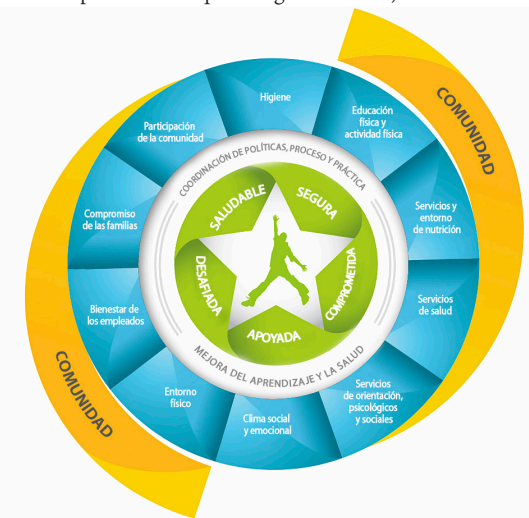 COMUNIDAD
Higiene
Educación
física y
actividad física
Servicios y
entorno
de nutrición
Servicios
de salud
Servicios
de orientación,
psicológicos
y sociales
Clima social
y emocional
Entorno
físico
Bienestar de
los empleados
Compromiso
de las familias
Participación
de la comunidad
COORDINACIÓN DE POLÍTICAS, PROCESO Y PRÁCTICA
SALUDABLE
SEGURA
COMPROMETIDA
APOYADA
DESAFIADA
MEJORA DEL APRENDIZAJE Y LA SALUD
COMUNIDAD